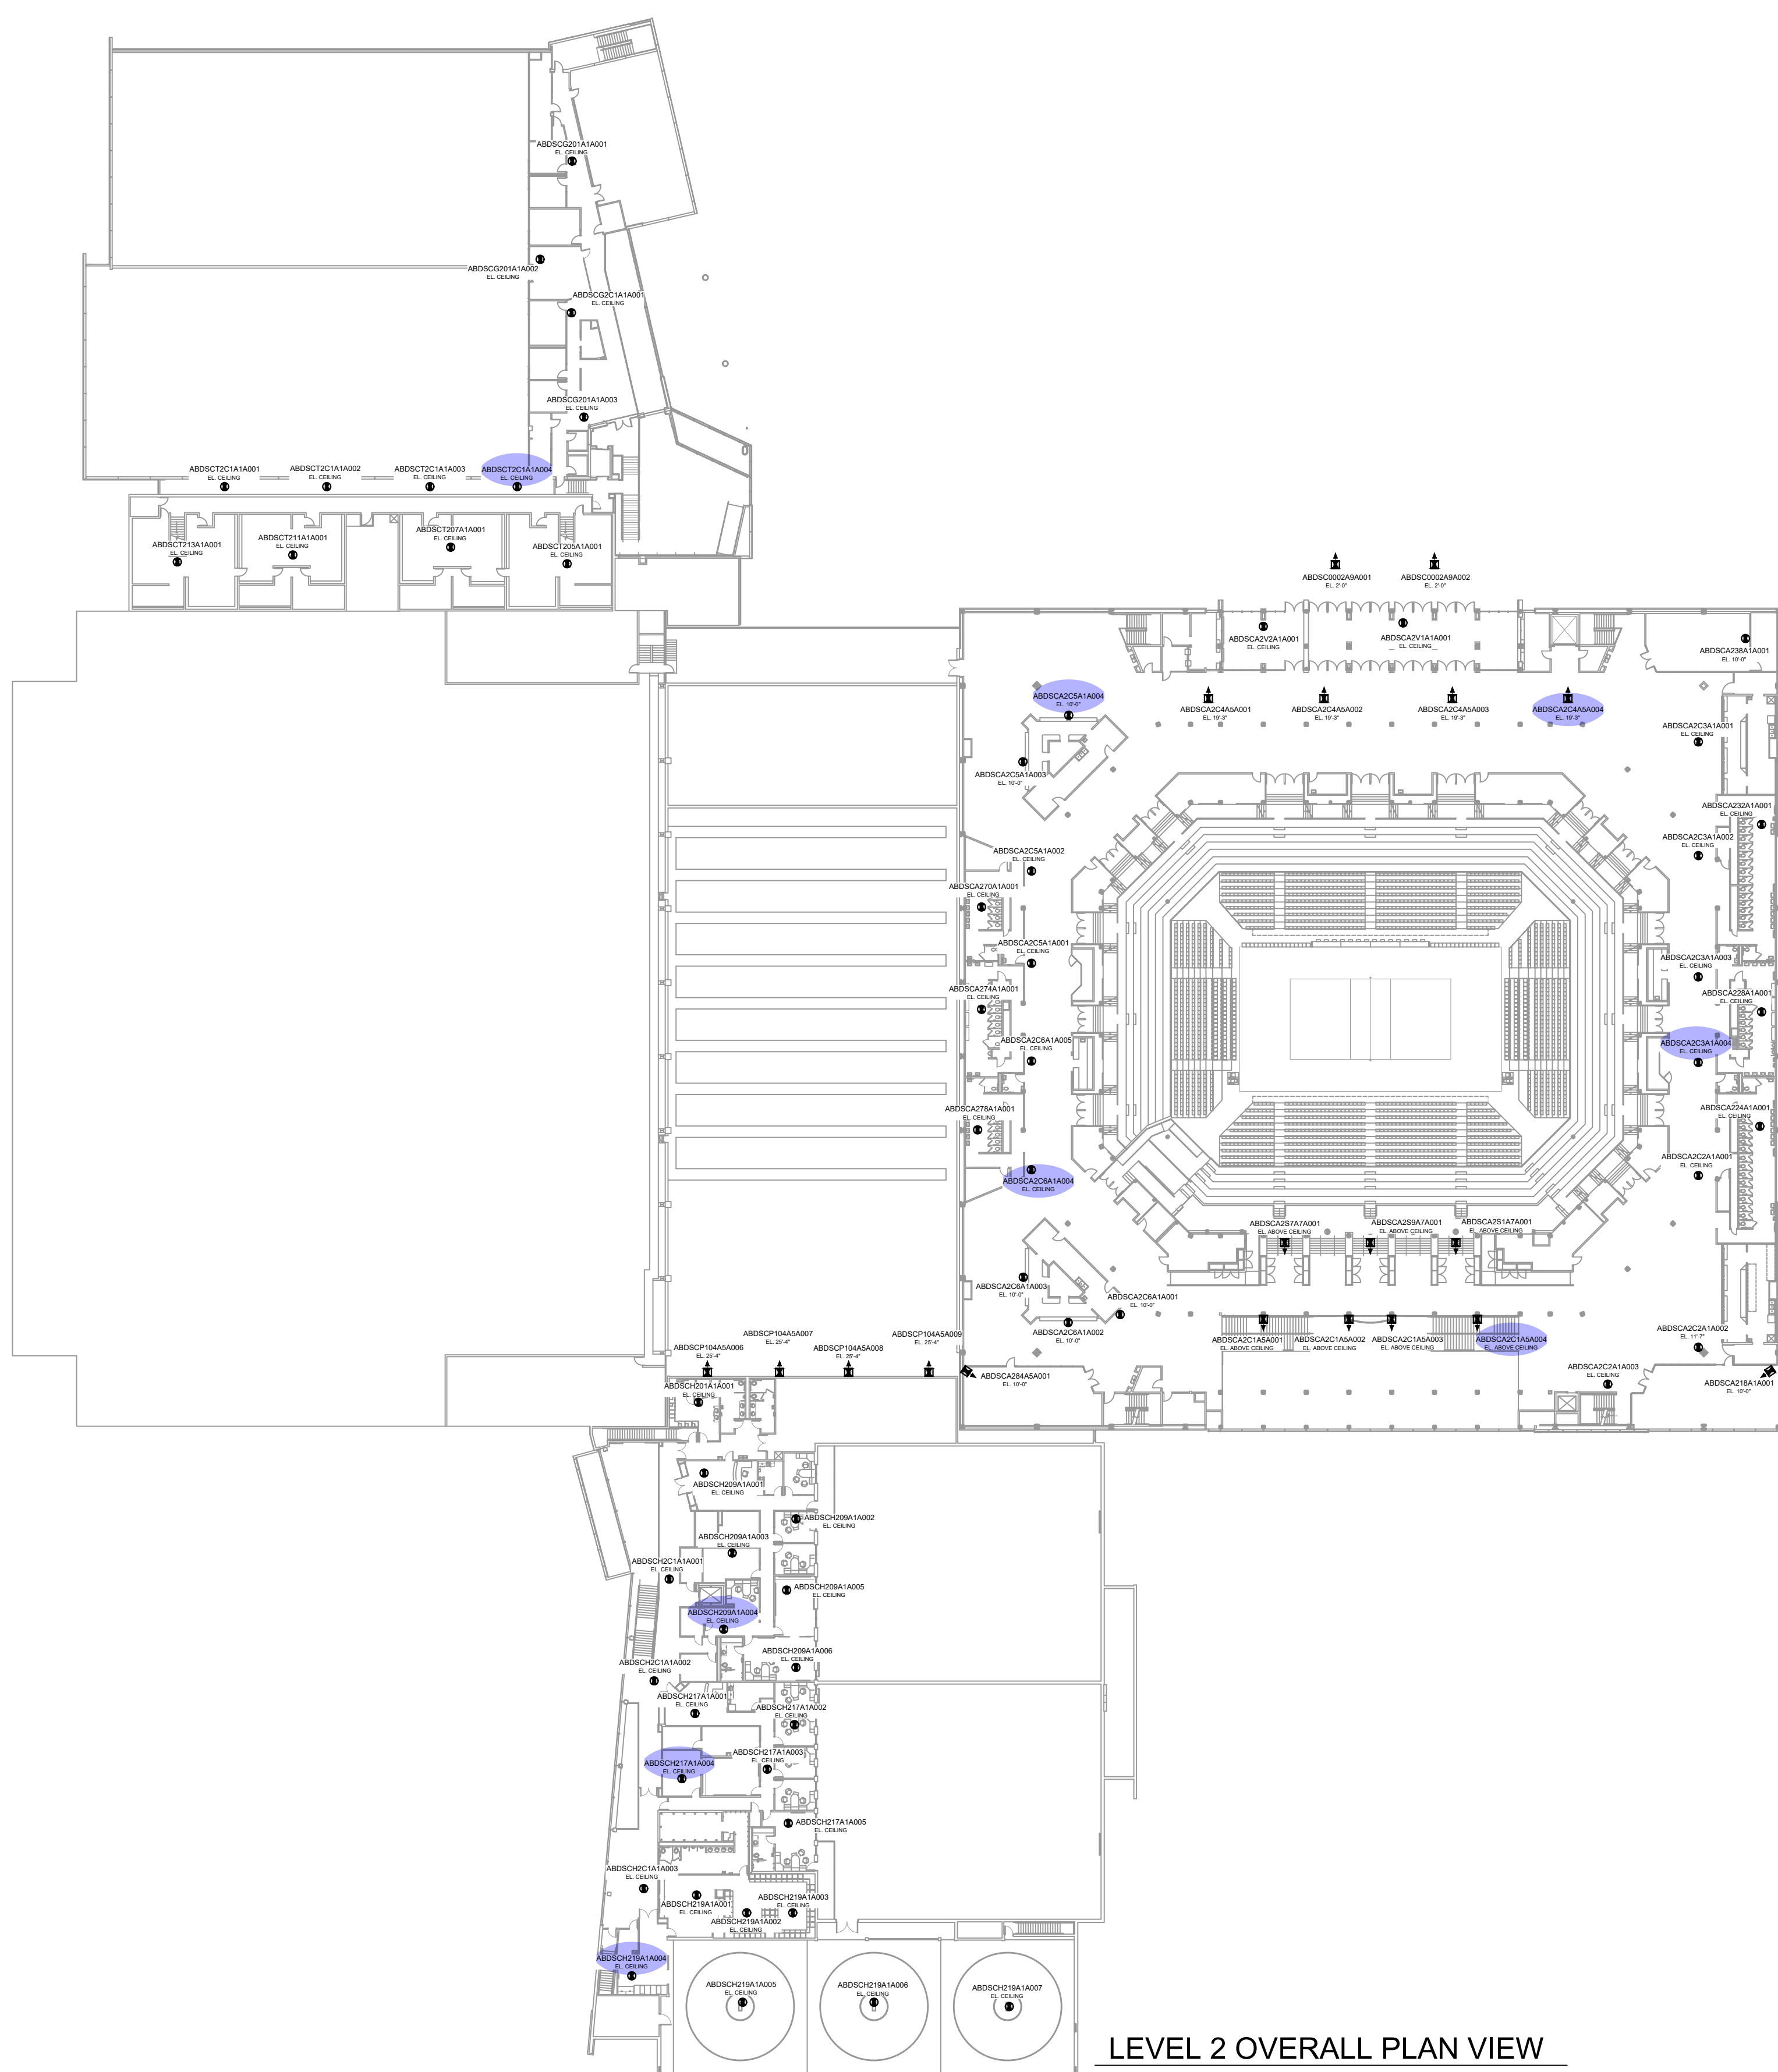 ABDSCG201A1A001
EL. CEILING
ABDSCG201A1A002
EL. CEILING
ABDSCG2C1A1A001
EL. CEILING
ABDSCG201A1A003
EL. CEILING
ABDSCT2C1A1A001
EL. CEILING
ABDSCT2C1A1A002
EL. CEILING
ABDSCT2C1A1A003
EL. CEILING
ABDSCT2C1A1A004
EL. CEILING
ABDSCT213A1A001
EL. CEILING
ABDSCT211A1A001
EL. CEILING
ABDSCT207A1A001
EL. CEILING
ABDSCT205A1A001
EL. CEILING
ABDSC0002A9A001
EL. 2'-0"
ABDSC0002A9A002
EL. 2'-0"
ABDSCA2V2A1A001
EL. CEILING
ABDSCA2V1A1A001
EL. CEILING
ABDSCA238A1A001
EL. 10'-0"
ABDSCA2C5A1A004
EL. 10'-0"
ABDSCA2C4A5A001
EL. 19'-3"
ABDSCA2C4A5A002
EL. 19'-3"
ABDSCA2C4A5A003
EL. 19'-3"
ABDSCA2C4A5A004
EL. 19'-3"
ABDSCA2C3A1A001
EL. CEILING
ABDSCA2C5A1A003
EL. 10'-0"
ABDSCA232A1A001
EL. CEILING
ABDSCA2C3A1A002
EL. CEILING
ABDSCA2C5A1A002
EL. CEILING
ABDSCA270A1A001
EL. CEILING
ABDSCA2C5A1A001
EL. CEILING
ABDSCA2C3A1A003
EL. CEILING
ABDSCA274A1A001
EL. CEILING
ABDSCA228A1A001
EL. CEILING
ABDSCA2C6A1A005
EL. CEILING
ABDSCA2C3A1A004
EL. CEILING
ABDSCA278A1A001
EL. CEILING
ABDSCA224A1A001
EL. CEILING
ABDSCA2C2A1A001
EL. CEILING
ABDSCA2C6A1A004
EL. CEILING
ABDSCA2S7A7A001
EL. ABOVE CEILING
ABDSCA2S9A7A001
EL. ABOVE CEILING
ABDSCA2S1A7A001
EL. ABOVE CEILING
ABDSCA2C6A1A003
EL. 10'-0"
ABDSCA2C6A1A001
EL. 10'-0"
ABDSCA2C6A1A002
EL. 10'-0"
ABDSCA2C1A5A001
EL. ABOVE CEILING
ABDSCA2C1A5A002
EL. ABOVE CEILING
ABDSCA2C1A5A003
EL. ABOVE CEILING
ABDSCA2C1A5A004
EL. ABOVE CEILING
ABDSCA2C2A1A002
EL. 11'-7"
ABDSCP104A5A006
EL. 25'-4"
ABDSCP104A5A007
EL. 25'-4"
ABDSCP104A5A008
EL. 25'-4"
ABDSCP104A5A009
EL. 25'-4"
ABDSCA284A5A001
EL. 10'-0"
ABDSCA2C2A1A003
EL. CEILING
ABDSCA218A1A001
EL. 10'-0"
ABDSCH201A1A001
EL. CEILING
ABDSCH209A1A001
EL. CEILING
ABDSCH209A1A002
EL. CEILING
ABDSCH209A1A003
EL. CEILING
ABDSCH2C1A1A001
EL. CEILING
ABDSCH209A1A005
EL. CEILING
ABDSCH209A1A004
EL. CEILING
ABDSCH209A1A006
EL. CEILING
ABDSCH2C1A1A002
EL. CEILING
ABDSCH217A1A001
EL. CEILING
ABDSCH217A1A002
EL. CEILING
ABDSCH217A1A003
EL. CEILING
ABDSCH217A1A004
EL. CEILING
ABDSCH217A1A005
EL. CEILING
ABDSCH2C1A1A003
EL. CEILING
ABDSCH219A1A001
EL. CEILING
ABDSCH219A1A003
EL. CEILING
ABDSCH219A1A002
EL. CEILING
ABDSCH219A1A004
EL. CEILING
ABDSCH219A1A005
EL. CEILING
ABDSCH219A1A006
EL. CEILING
ABDSCH219A1A007
EL. CEILING
LEVEL 2 OVERALL PLAN VIEW